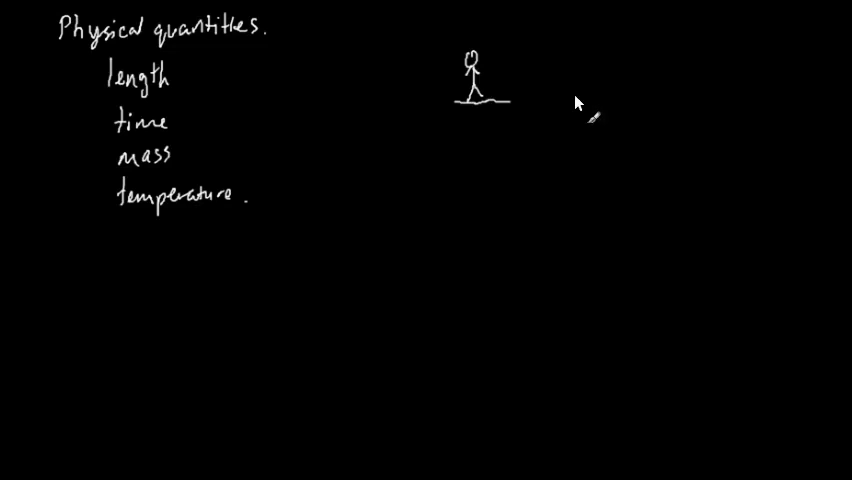 Physical quantities.
length
time
mass
temperature.